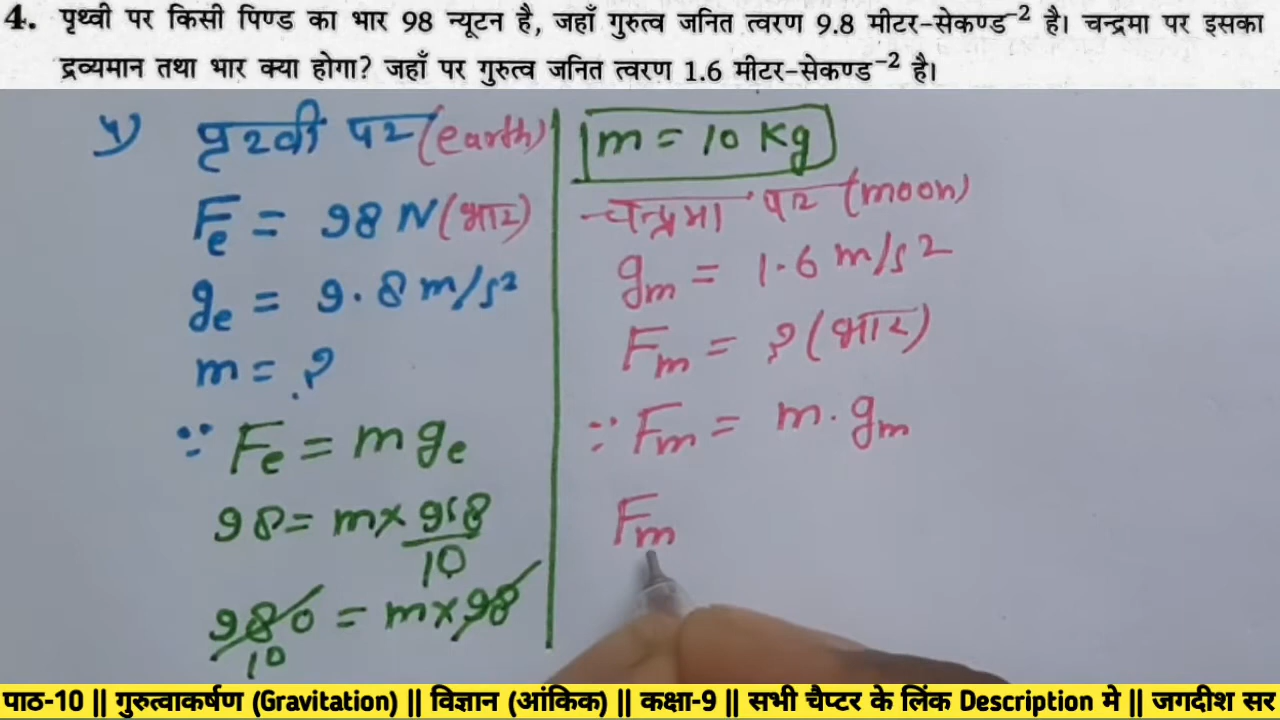 4. पृथ्वी पर किसी पिण्ड का भार 98 न्यूटन है, जहाँ गुरुत्व जनित त्वरण 9.8 मीटर-सेकण्ड⁻² है। चन्द्रमा पर इसका
द्रव्यमान तथा भार क्या होगा? जहाँ पर गुरुत्व जनित त्वरण 1.6 मीटर-सेकण्ड⁻² है।
4) पृथ्वी पर (earth)
Fₑ = 98 N (भार)
gₑ = 9.8 m/s²
m = ?
∵ Fₑ = mgₑ
98 = m × 9.8/10
980 = m × 98
10
m = 10 Kg
चन्द्रमा पर (moon)
gₘ = 1.6 m/s²
Fₘ = ? (भार)
∵ Fₘ = m. gₘ
Fₘ
पाठ-10 || गुरुत्वाकर्षण (Gravitation) || विज्ञान (आंकिक) || कक्षा-9 || सभी चैप्टर के लिंक Description मे || जगदीश सर